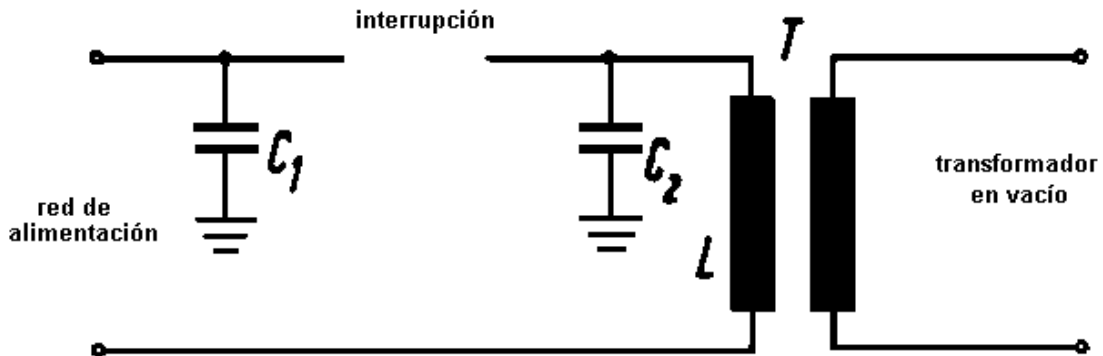 interrupción
T
C1
C2
L
red de
alimentación
transformador
en vacío